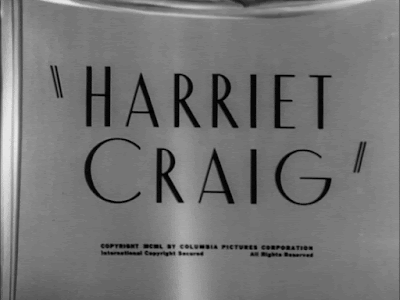 "HARRIET
CRAIG"
COPYRIGHT MCML BY COLUMBIA PICTURES CORPORATION
International Copyright Secured All Rights Reserved